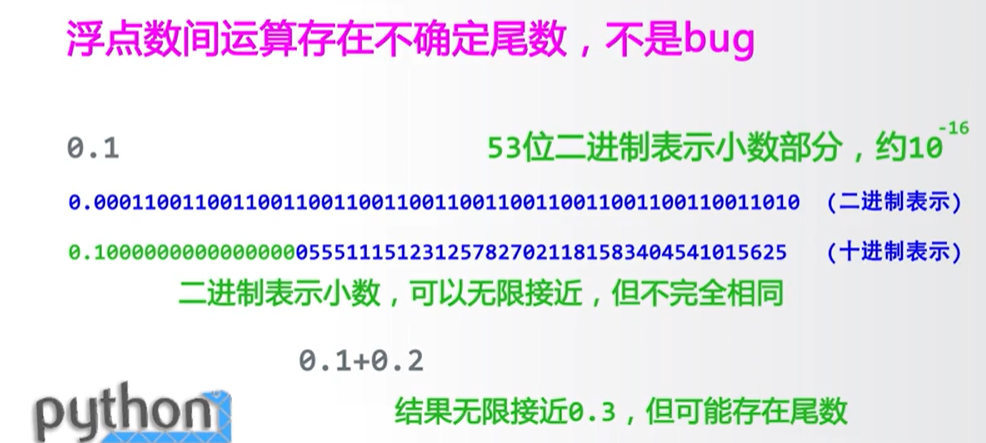 浮点数间运算存在不确定尾数，不是bug
0.1
53位二进制表示小数部分，约10-16
0.00011001100110011001100110011001100110011001100110011010 （二进制表示）
0.1000000000000000055511151231257827021181583404541015625 （十进制表示）
二进制表示小数，可以无限接近，但不完全相同
0.1+0.2
结果无限接近0.3，但可能存在尾数
python